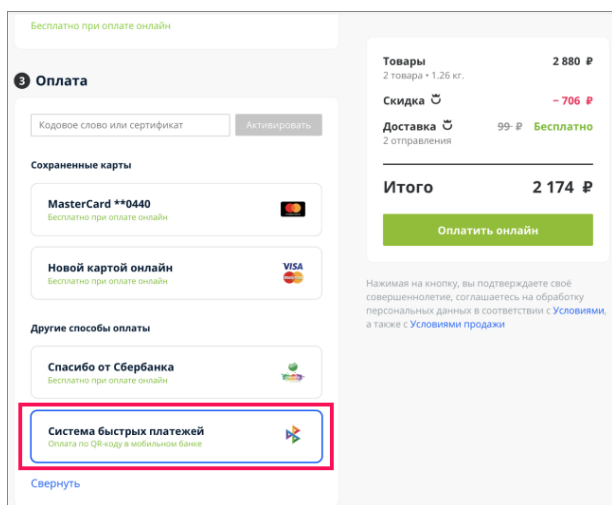 Бесплатно при оплате онлайн
3 Оплата
Кодовое слово или сертификат
Активировать
Сохраненные карты
MasterCard **0440
Бесплатно при оплате онлайн
Новой картой онлайн
Бесплатно при оплате онлайн
VISA
Другие способы оплаты
Спасибо от Сбербанка
Бесплатно при оплате онлайн
Система быстрых платежей
Оплата по QR-коду в мобильном банке
Свернуть
Товары 2 880 ₽
2 товара • 1.26 кг.
Скидка − 706 ₽
Доставка 99 ₽ Бесплатно
2 отправления
Итого 2 174 ₽
Оплатить онлайн
Нажимая на кнопку, вы подтверждаете своё
совершеннолетие, соглашаетесь на обработку
персональных данных в соответствии с Условиями,
а также с Условиями продажи